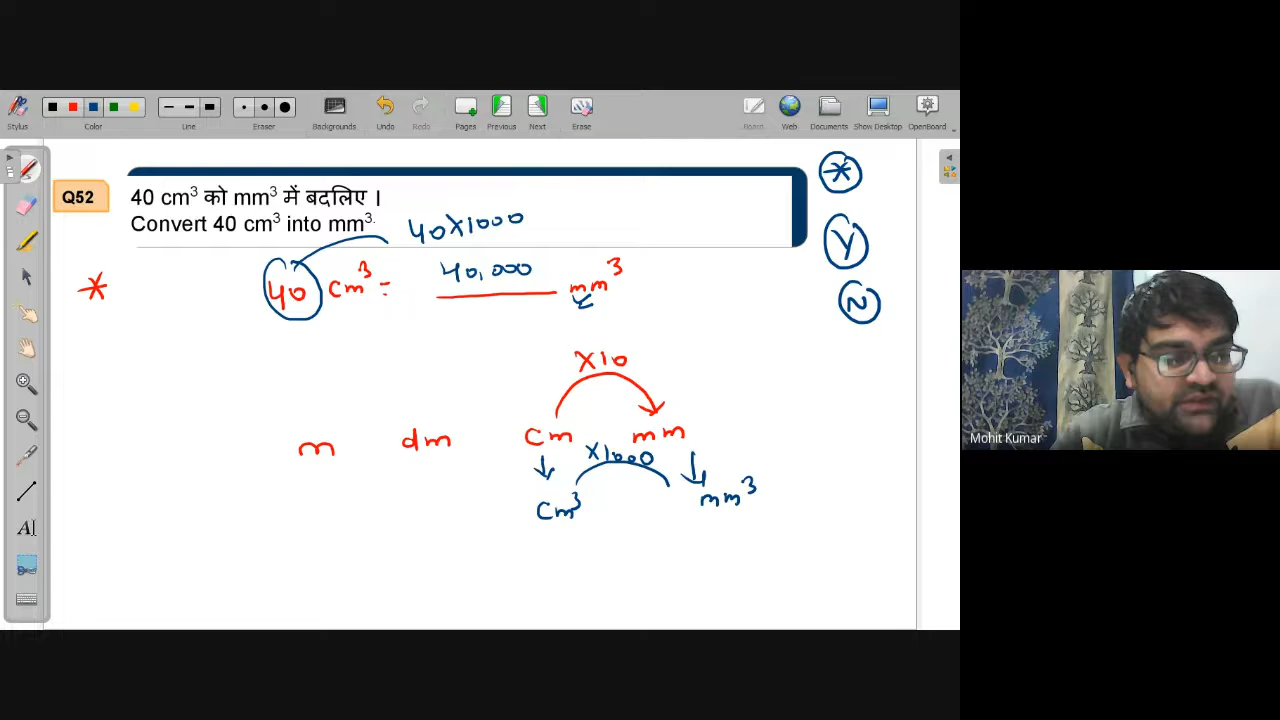 Stylus Color Line Eraser Backgrounds Undo Redo Pages Previous Next Erase Board Web Documents Show Desktop OpenBoard
Q52
40 cm³ को mm³ में बदलिए ।
Convert 40 cm³ into mm³.
40×1000
40 cm³ = 40,000 mm³
*
Y
N
*
×10
m dm cm mm
×1000
cm³ mm³
Mohit Kumar